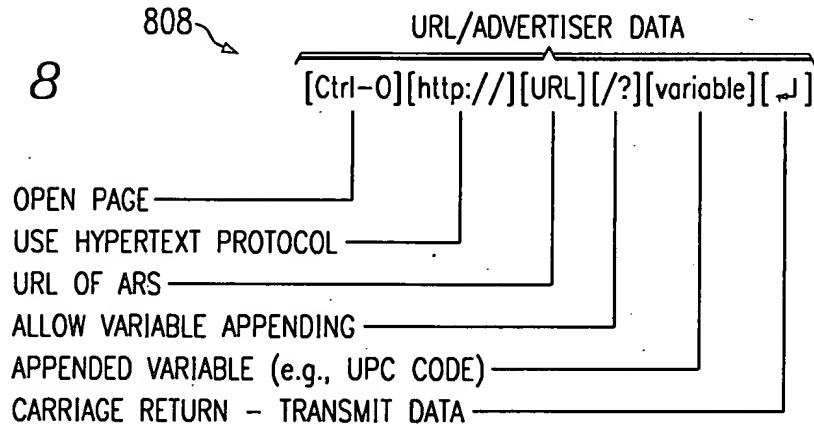 808
URL/ADVERTISER DATA
8
[Ctrl-O][http://][URL][/?][variable][↵]
OPEN PAGE
USE HYPERTEXT PROTOCOL
URL OF ARS
ALLOW VARIABLE APPENDING
APPENDED VARIABLE (e.g., UPC CODE)
CARRIAGE RETURN - TRANSMIT DATA